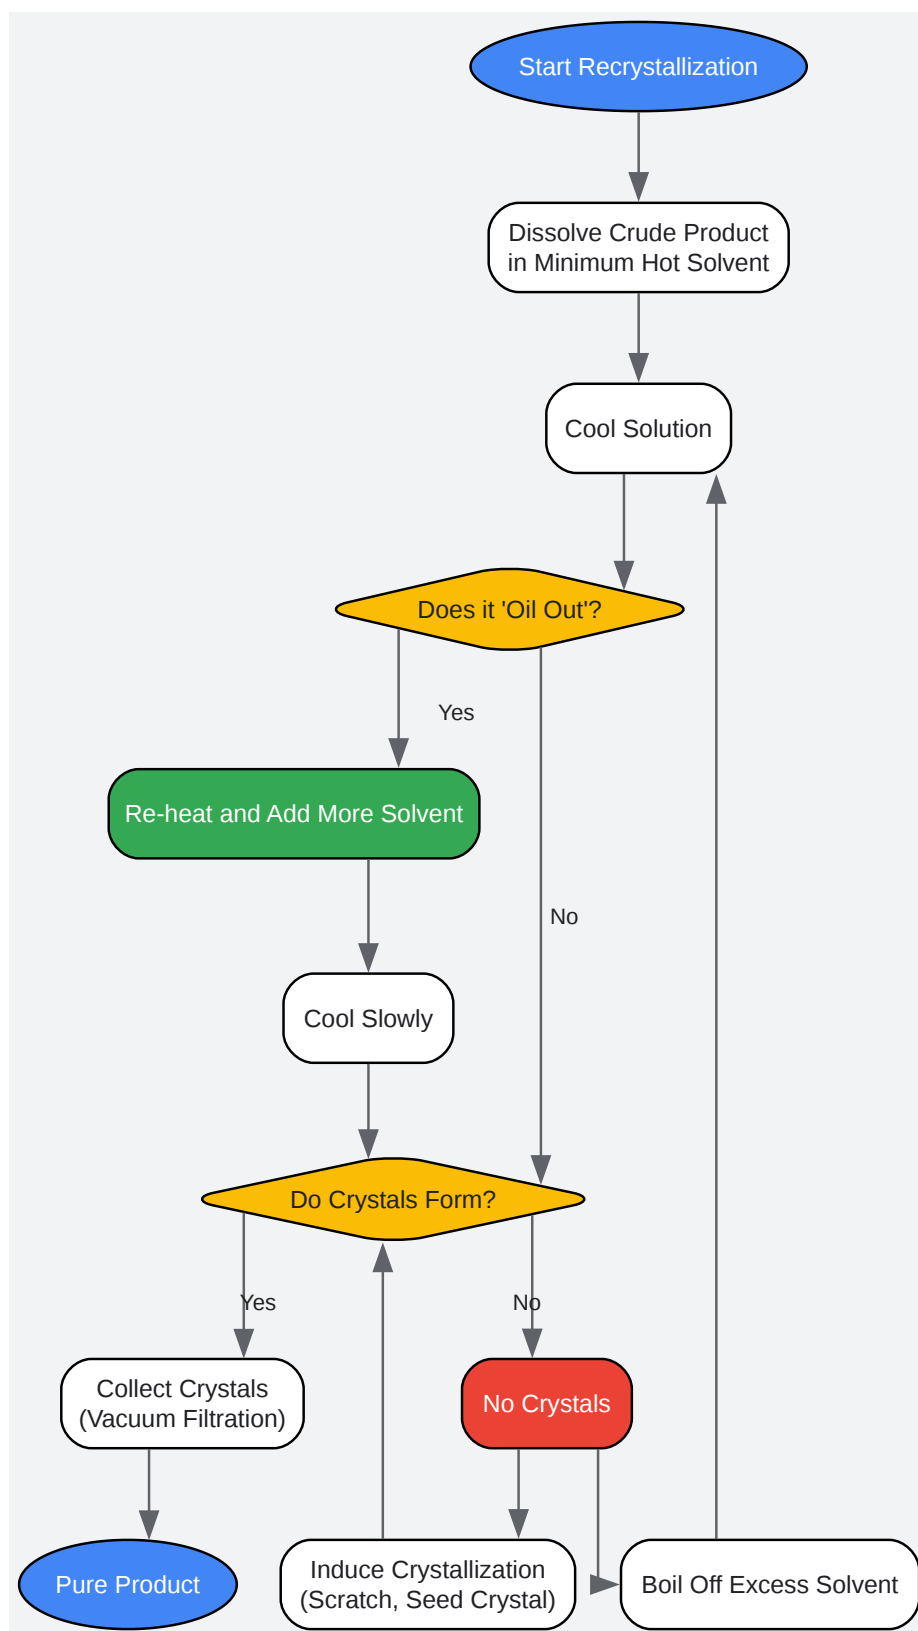 Start Recrystallization
Dissolve Crude Product
in Minimum Hot Solvent
Cool Solution
Does it 'Oil Out'?
Yes
Re-heat and Add More Solvent
No
Cool Slowly
Do Crystals Form?
Yes
No
Collect Crystals
(Vacuum Filtration)
No Crystals
Pure Product
Induce Crystallization
(Scratch, Seed Crystal)
Boil Off Excess Solvent